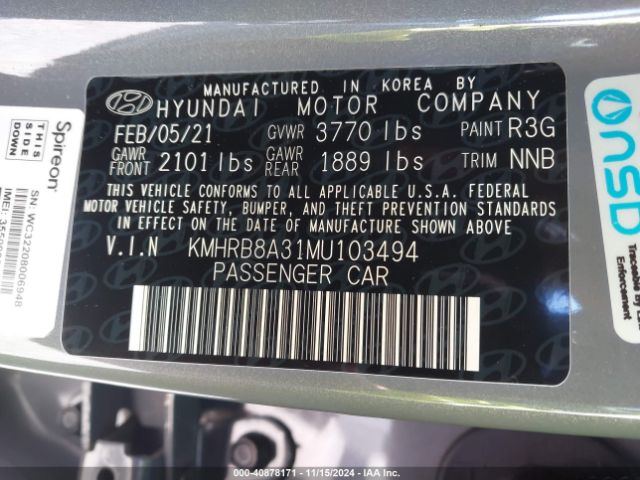 MANUFACTURED IN KOREA BY
HYUNDAI MOTOR COMPANY
FEB/05/21 GVWR 3770 lbs PAINT R3G
GAWR FRONT 2101 lbs GAWR REAR 1889 lbs TRIM NNB
THIS VEHICLE CONFORMS TO ALL APPLICABLE U.S.A. FEDERAL
MOTOR VEHICLE SAFETY, BUMPER, AND THEFT PREVENTION STANDARDS
IN EFFECT ON THE DATE OF MANUFACTURE SHOWN ABOVE.
V.I.N KMHRB8A31MU103494
PASSENGER CAR
THIS
SIDE
DOWN
Spireon
SN: WC32208006948
IMEI:
NSD
Enforcement
000-40878171 - 11/15/2024 - IAA Inc.